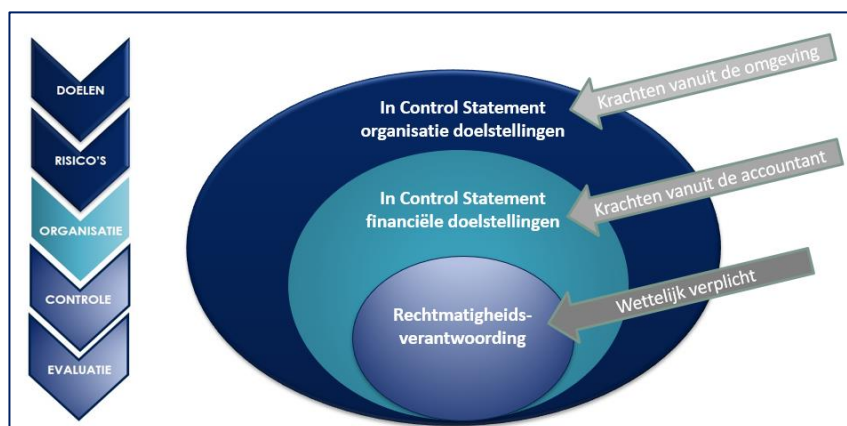 DOELEN
RISICO'S
ORGANISATIE
CONTROLE
EVALUATIE
In Control Statement
organisatie doelstellingen
In Control Statement
financiële doelstellingen
Rechtmatigheids-
verantwoording
Krachten vanuit de omgeving
Krachten vanuit de accountant
Wettelijk verplicht